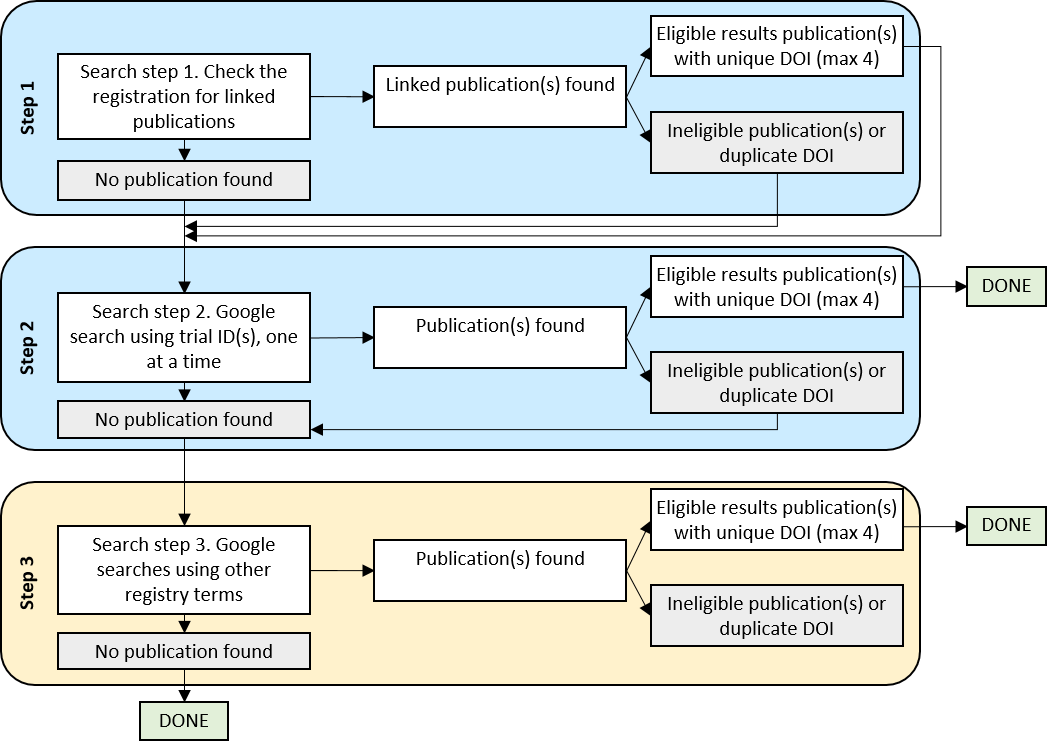 Step 1
Search step 1. Check the
registration for linked
publications
No publication found
Linked publication(s) found
Eligible results publication(s)
with unique DOI (max 4)
Ineligible publication(s) or
duplicate DOI
Step 2
Search step 2. Google
search using trial ID(s), one
at a time
No publication found
Publication(s) found
Eligible results publication(s)
with unique DOI (max 4)
DONE
Ineligible publication(s) or
duplicate DOI
Step 3
Search step 3. Google
searches using other
registry terms
No publication found
Publication(s) found
Eligible results publication(s)
with unique DOI (max 4)
DONE
Ineligible publication(s) or
duplicate DOI
DONE